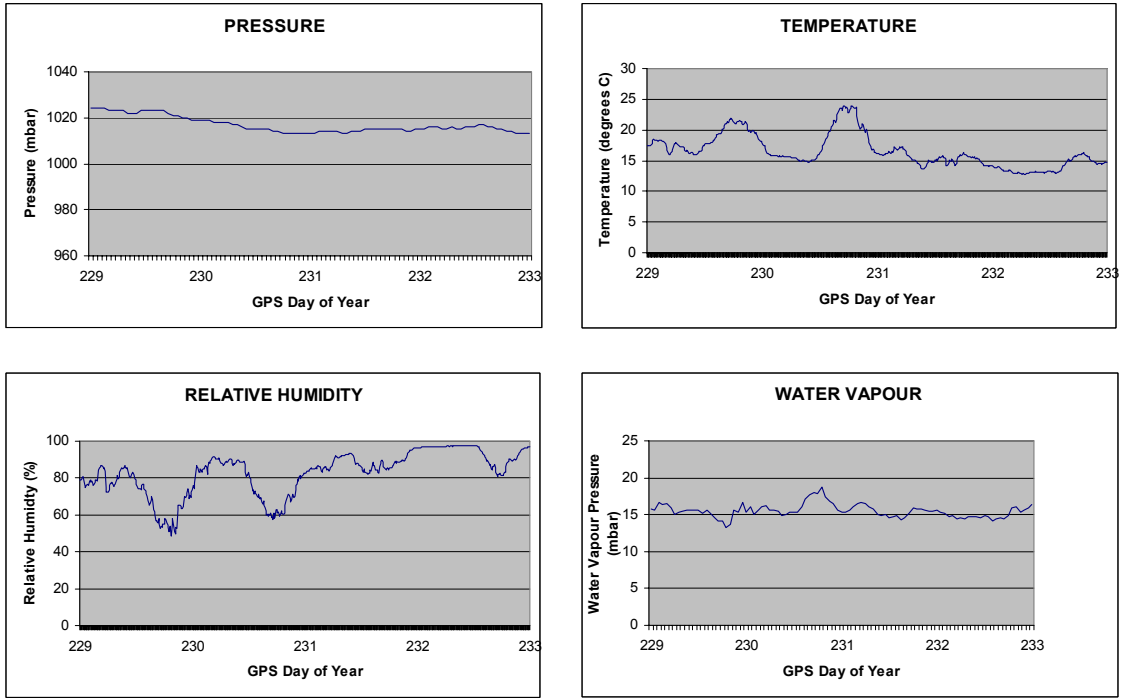 PRESSURE
1040
1020
1000
980
960
Pressure (mbar)
229 230 231 232 233
GPS Day of Year
TEMPERATURE
30
25
20
15
10
5
0
Temperature (degrees C)
229 230 231 232 233
GPS Day of Year
RELATIVE HUMIDITY
100
80
60
40
20
0
Relative Humidity (%)
229 230 231 232 233
GPS Day of Year
WATER VAPOUR
25
20
15
10
5
0
Water Vapour Pressure
(mbar)
229 230 231 232 233
GPS Day of Year